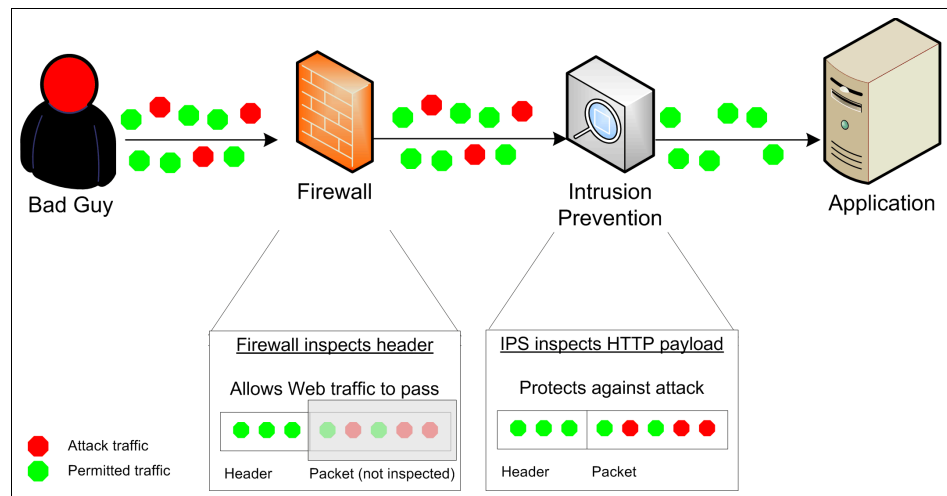 Bad Guy
Firewall
Intrusion
Prevention
Application
Firewall inspects header
Allows Web traffic to pass
Header
Packet (not inspected)
IPS inspects HTTP payload
Protects against attack
Header
Packet
Attack traffic
Permitted traffic